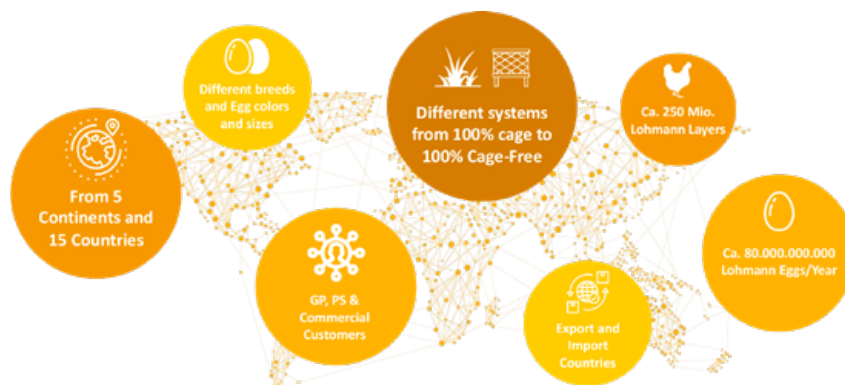 Different breeds
and Egg colors
and sizes
Different systems
from 100% cage to
100% Cage-Free
Ca. 250 Mio.
Lohmann Layers
From 5
Continents and
15 Countries
GP, PS &
Commercial
Customers
Export and
Import
Countries
Ca. 80.000.000.000
Lohmann Eggs/Year